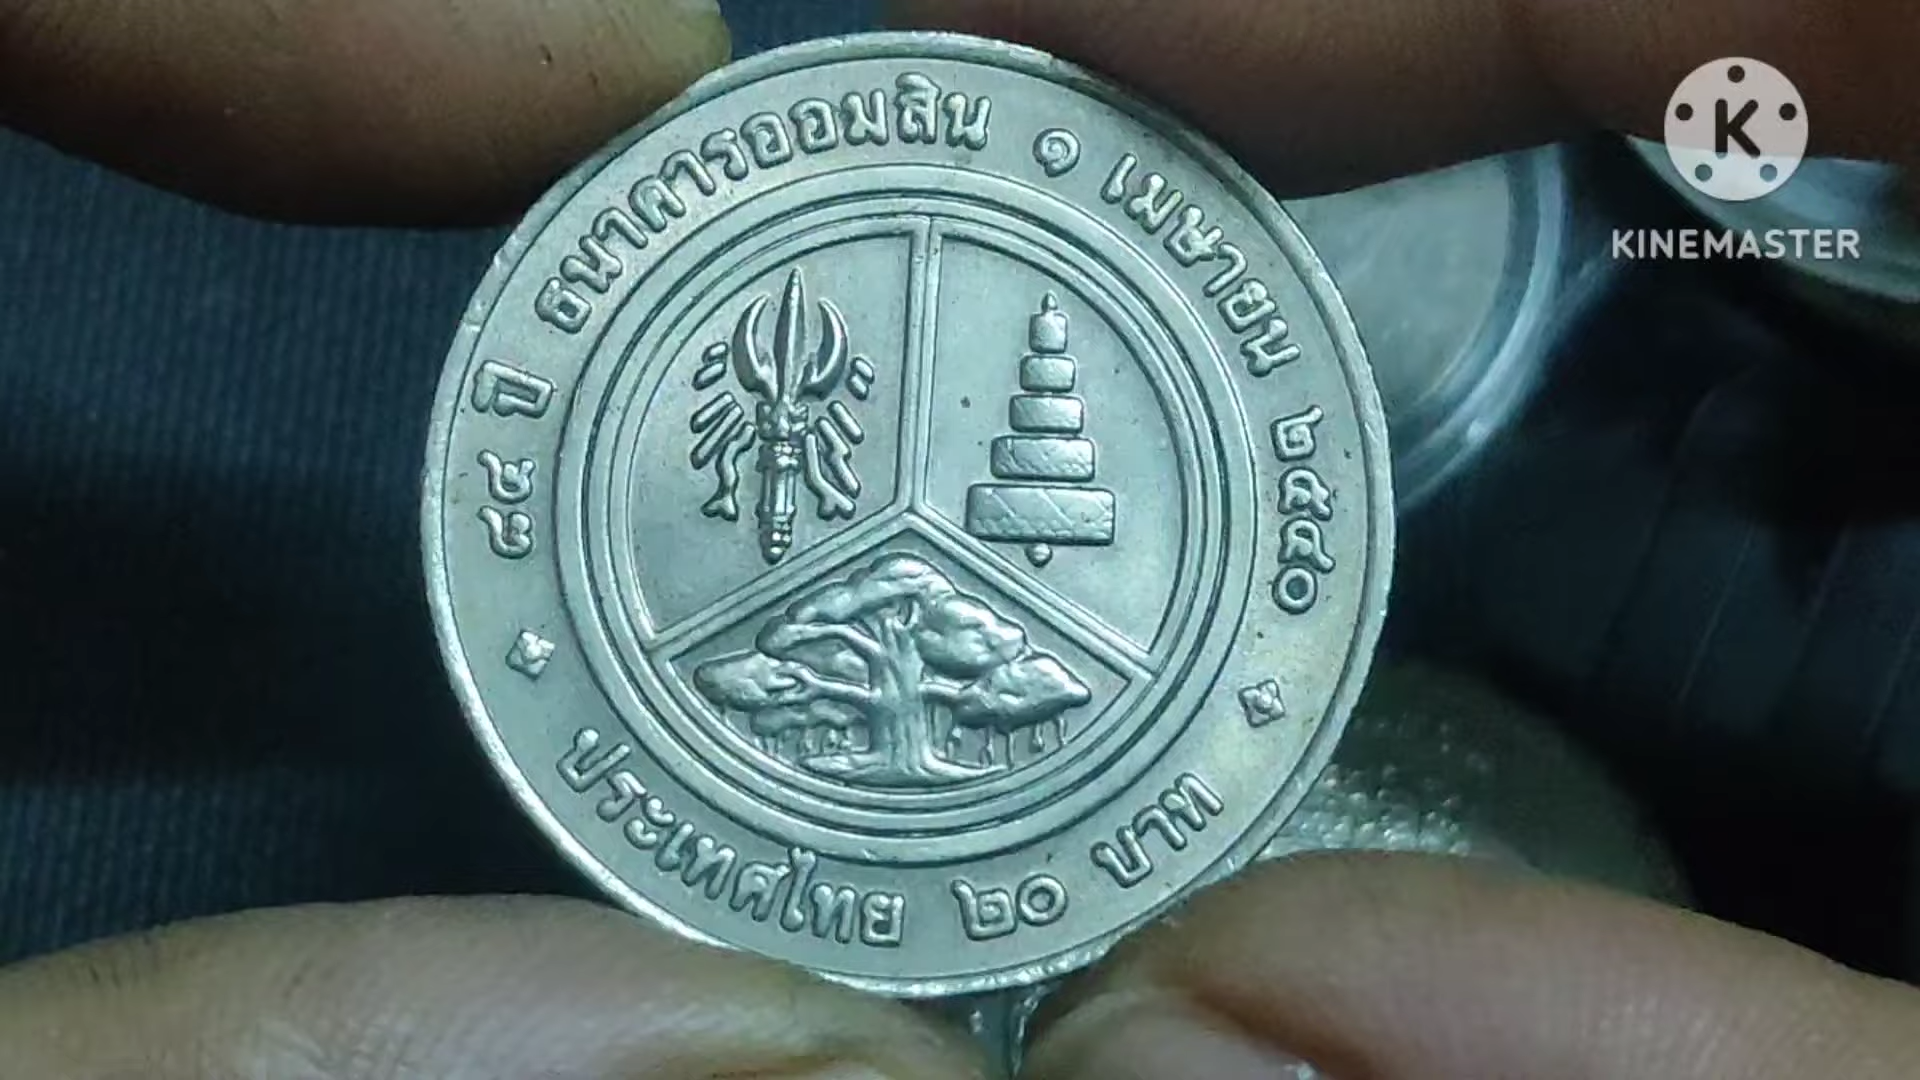 ๘๔ ปี ธนาคารออมสิน ๑ เมษายน ๒๕๔๐
ประเทศไทย ๒๐ บาท
K
KINEMASTER